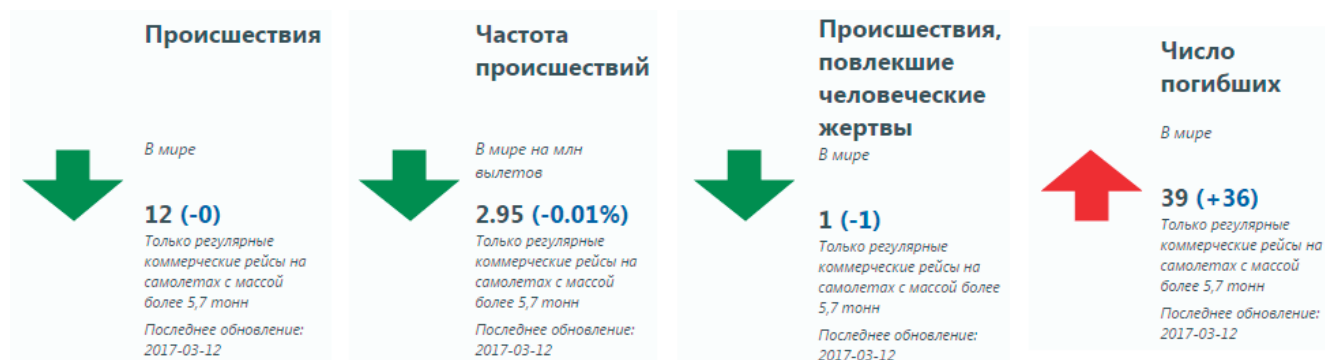 Происшествия
В мире
12 (-0)
Только регулярные
коммерческие рейсы на
самолетах с массой
более 5,7 тонн
Последнее обновление:
2017-03-12
Частота
происшествий
В мире на млн
вылетов
2.95 (-0.01%)
Только регулярные
коммерческие рейсы на
самолетах с массой
более 5,7 тонн
Последнее обновление:
2017-03-12
Происшествия,
повлекшие
человеческие
жертвы
В мире
1 (-1)
Только регулярные
коммерческие рейсы на
самолетах с массой более
5,7 тонн
Последнее обновление:
2017-03-12
Число
погибших
В мире
39 (+36)
Только регулярные
коммерческие рейсы на
самолетах с массой
более 5,7 тонн
Последнее обновление:
2017-03-12